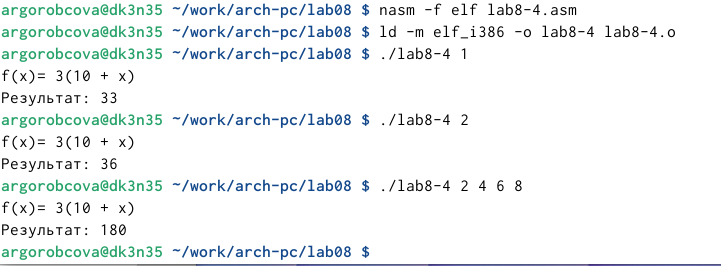 argorobcova@dk3n35 ~/work/arch-pc/lab08 $ nasm -f elf lab8-4.asm
argorobcova@dk3n35 ~/work/arch-pc/lab08 $ ld -m elf_i386 -o lab8-4 lab8-4.o
argorobcova@dk3n35 ~/work/arch-pc/lab08 $ ./lab8-4 1
f(x)= 3(10 + x)
Результат: 33
argorobcova@dk3n35 ~/work/arch-pc/lab08 $ ./lab8-4 2
f(x)= 3(10 + x)
Результат: 36
argorobcova@dk3n35 ~/work/arch-pc/lab08 $ ./lab8-4 2 4 6 8
f(x)= 3(10 + x)
Результат: 180
argorobcova@dk3n35 ~/work/arch-pc/lab08 $